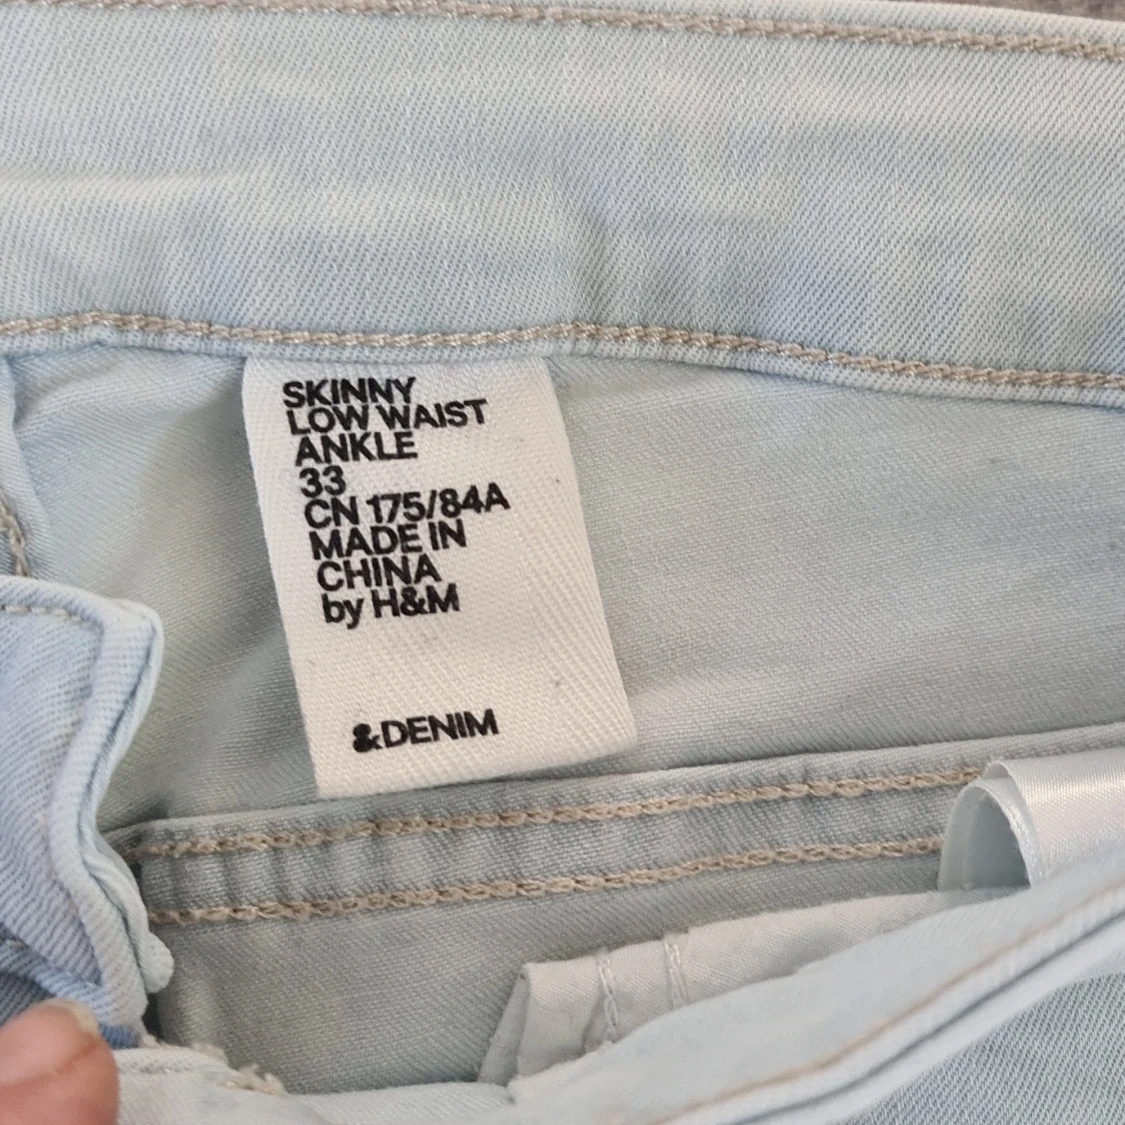 SKINNY
LOW WAIST
ANKLE
33
CN 175/84A
MADE IN
CHINA
by H&M
&DENIM